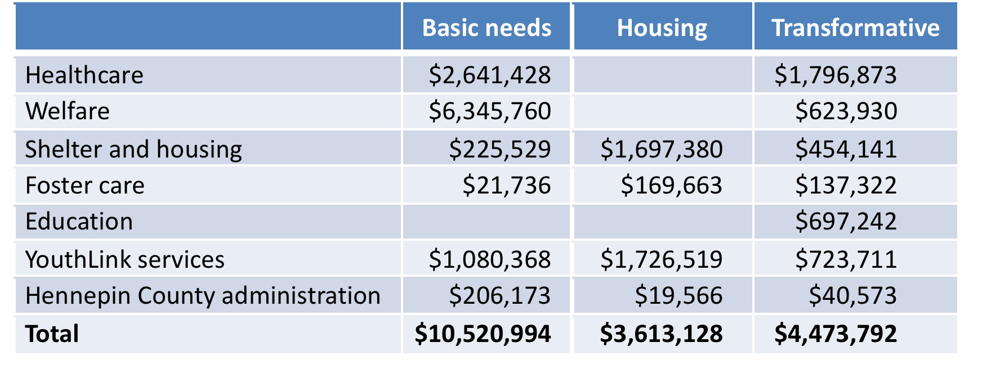 Basic needs Housing Transformative
Healthcare $2,641,428 $1,796,873
Welfare $6,345,760 $623,930
Shelter and housing $225,529 $1,697,380 $454,141
Foster care $21,736 $169,663 $137,322
Education $697,242
YouthLink services $1,080,368 $1,726,519 $723,711
Hennepin County administration $206,173 $19,566 $40,573
Total $10,520,994 $3,613,128 $4,473,792